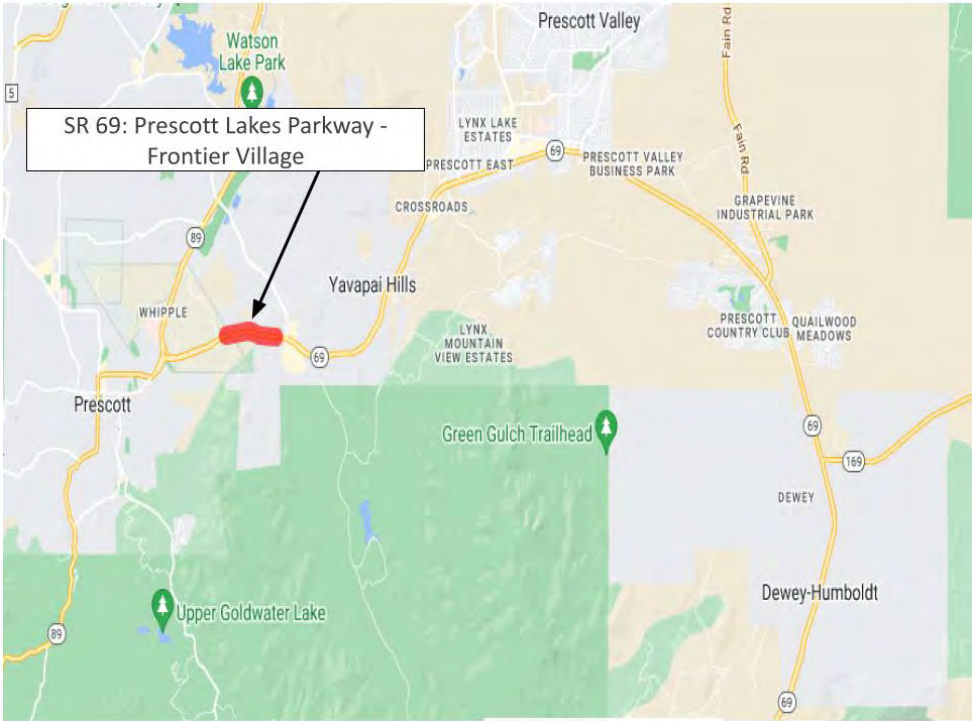 Prescott Valley
Fain Rd
Watson
Lake Park
5
SR 69: Prescott Lakes Parkway -
Frontier Village
LYNX LAKE
ESTATES
69
PRESCOTT EAST
PRESCOTT VALLEY
BUSINESS PARK
Fain Rd
CROSSROADS
GRAPEVINE
INDUSTRIAL PARK
89
Yavapai Hills
WHIPPLE
PRESCOTT
COUNTRY CLUB
QUAILWOOD
MEADOWS
LYNX
MOUNTAIN
VIEW ESTATES
69
Prescott
Green Gulch Trailhead
69
169
DEWEY
Dewey-Humboldt
Upper Goldwater Lake
89
69